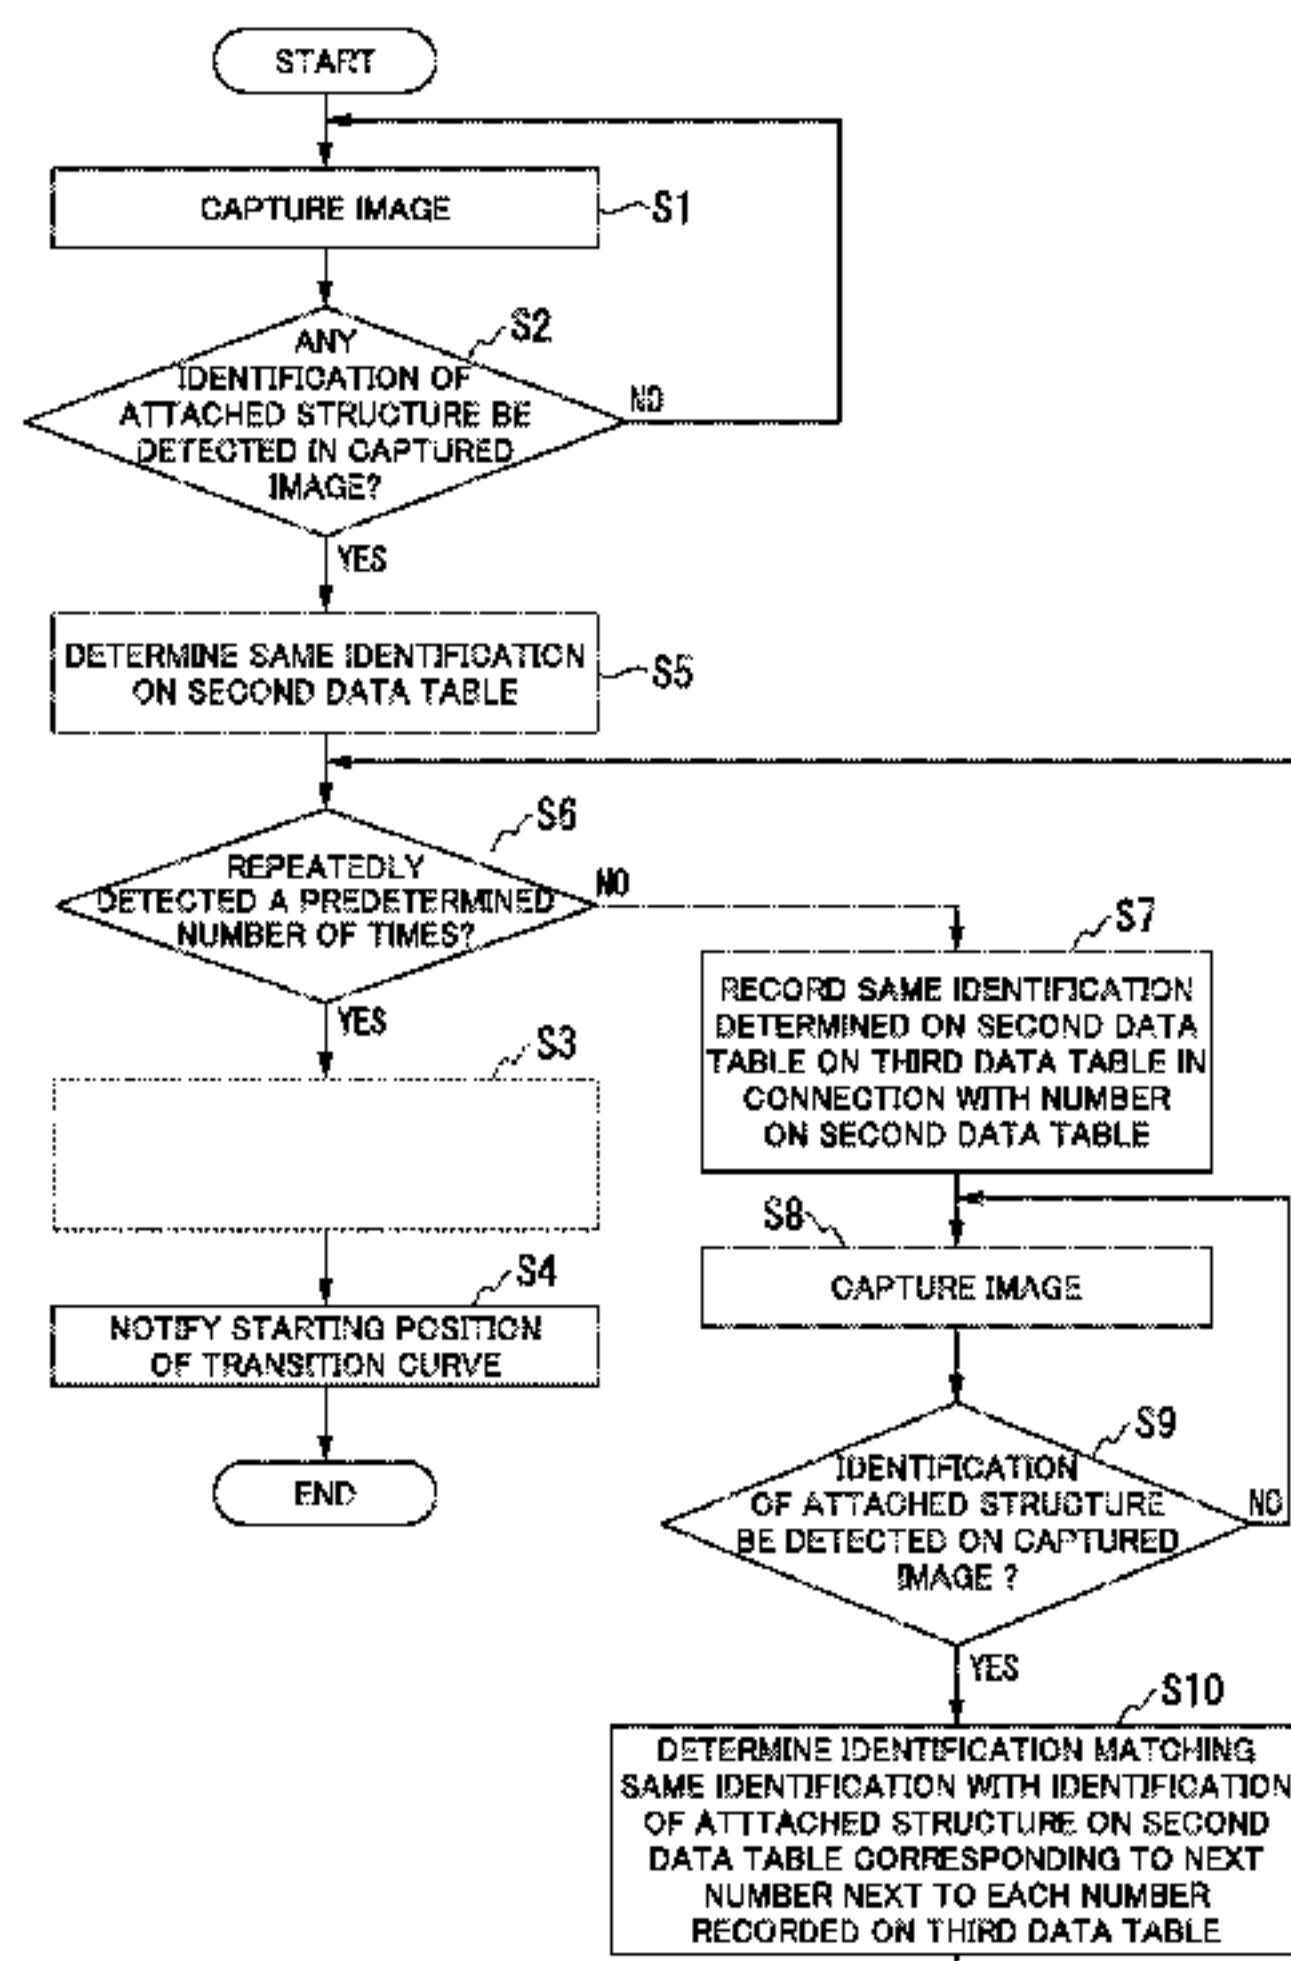 START
CAPTURE IMAGE
S1
S2
ANY
IDENTIFICATION OF
ATTACHED STRUCTURE BE
DETECTED IN CAPTURED
IMAGE?
NO
YES
DETERMINE SAME IDENTIFICATION
ON SECOND DATA TABLE
S5
S6
REPEATEDLY
DETECTED A PREDETERMINED
NUMBER OF TIMES?
NO
YES
S3
S4
NOTIFY STARTING POSITION
OF TRANSITION CURVE
END
S7
RECORD SAME IDENTIFICATION
DETERMINED ON SECOND DATA
TABLE ON THIRD DATA TABLE IN
CONNECTION WITH NUMBER
ON SECOND DATA TABLE
S8
CAPTURE IMAGE
S9
IDENTIFICATION
OF ATTACHED STRUCTURE
BE DETECTED ON CAPTURED
IMAGE ?
NO
YES
S10
DETERMINE IDENTIFICATION MATCHING
SAME IDENTIFICATION WITH IDENTIFICATION
OF ATTTACHED STRUCTURE ON SECOND
DATA TABLE CORRESPONDING TO NEXT
NUMBER NEXT TO EACH NUMBER
RECORDED ON THIRD DATA TABLE